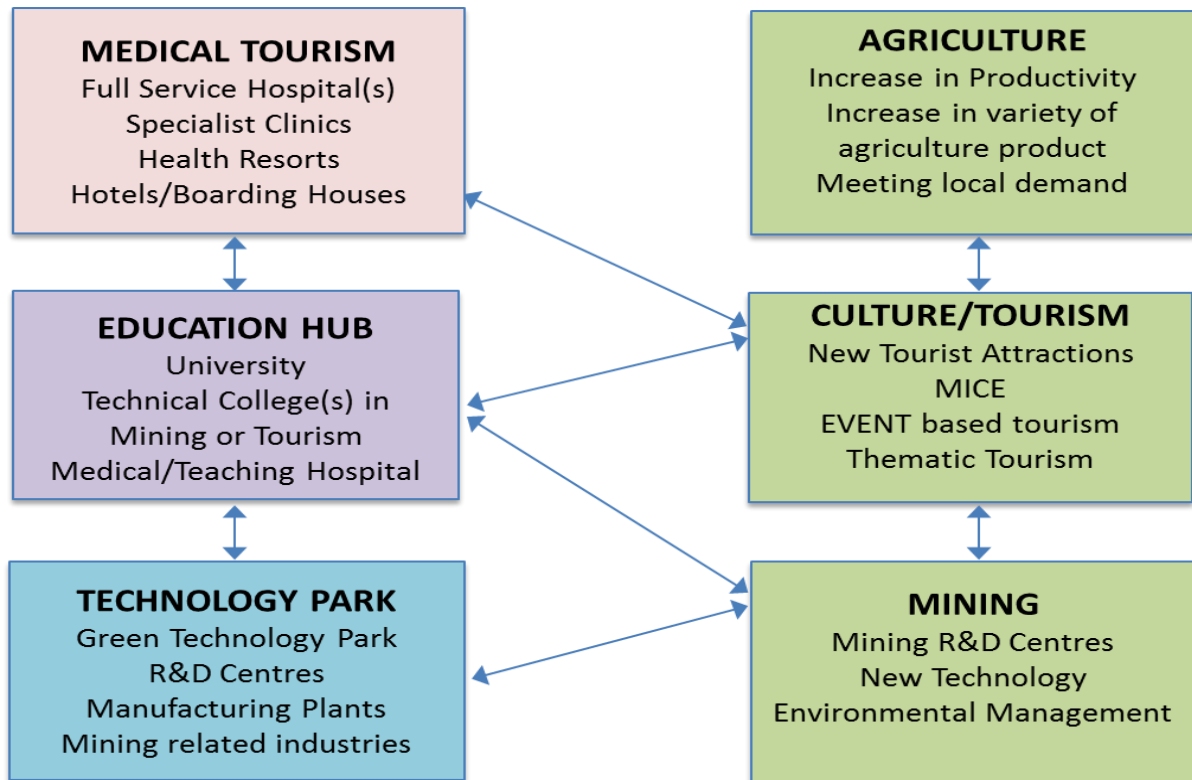 MEDICAL TOURISM
Full Service Hospital(s)
Specialist Clinics
Health Resorts
Hotels/Boarding Houses
AGRICULTURE
Increase in Productivity
Increase in variety of
agriculture product
Meeting local demand
EDUCATION HUB
University
Technical College(s) in
Mining or Tourism
Medical/Teaching Hospital
CULTURE/TOURISM
New Tourist Attractions
MICE
EVENT based tourism
Thematic Tourism
TECHNOLOGY PARK
Green Technology Park
R&D Centres
Manufacturing Plants
Mining related industries
MINING
Mining R&D Centres
New Technology
Environmental Management